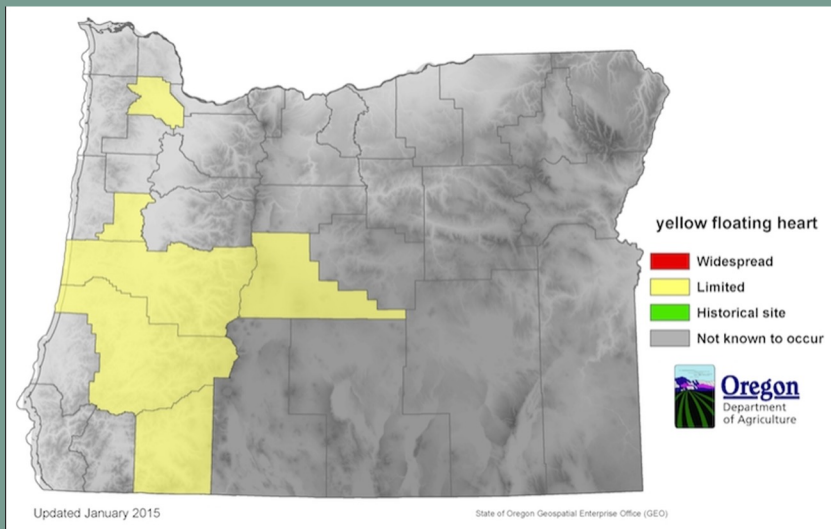 yellow floating heart
Widespread
Limited
Historical site
Not known to occur
Oregon
Department
of Agriculture
Updated January 2015
State of Oregon Geospatial Enterprise Office (GEO)